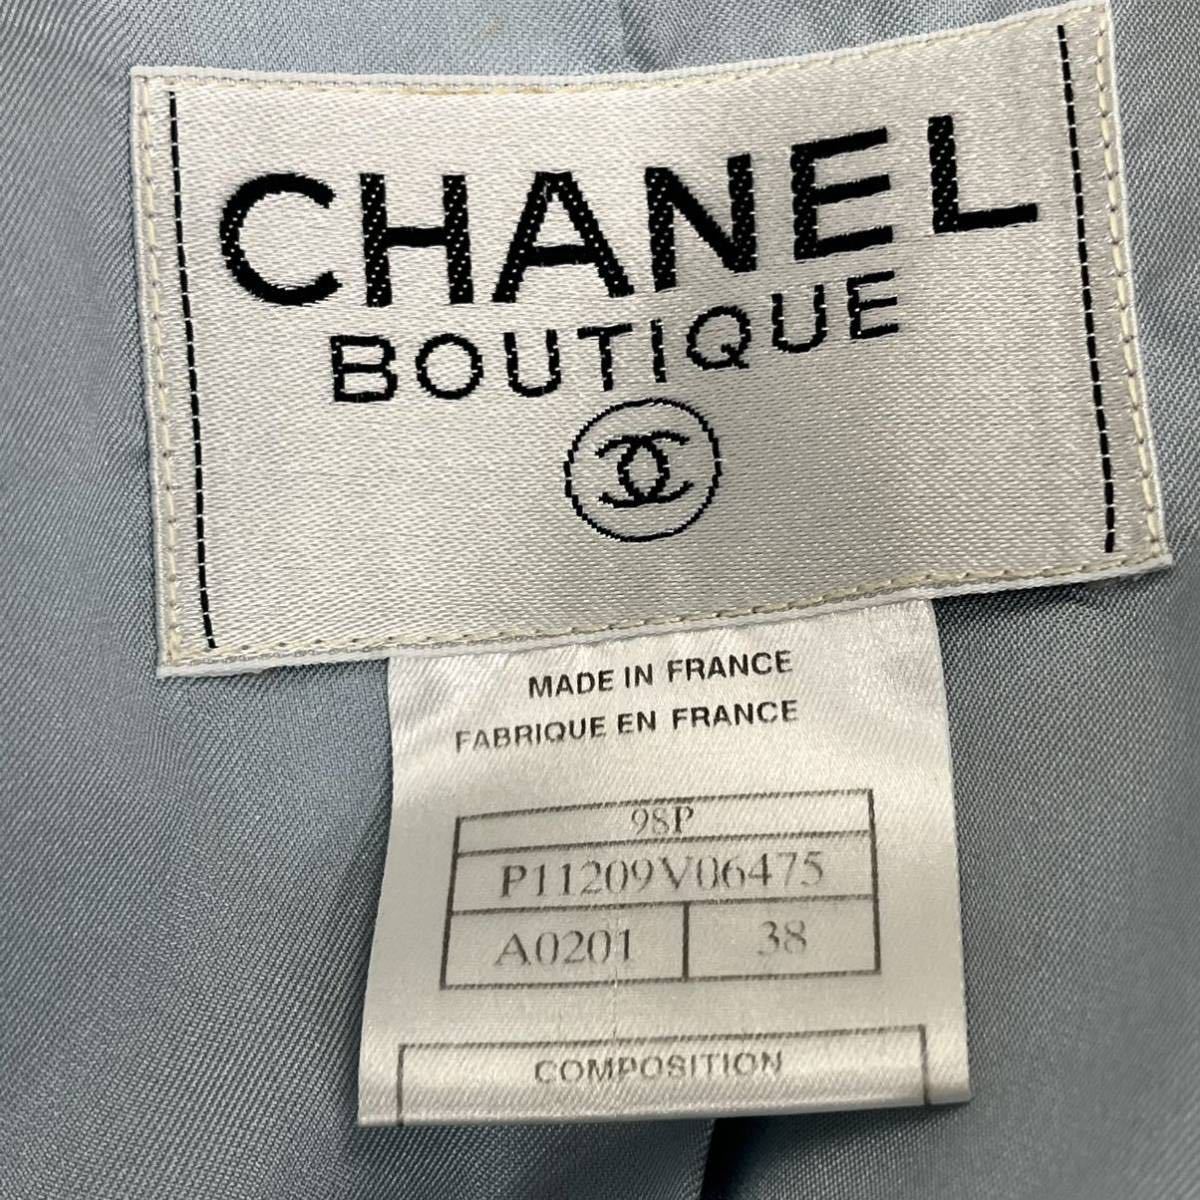 CHANEL
BOUTIQUE
MADE IN FRANCE
FABRIQUE EN FRANCE
98P
P11209V06475
A0201 38
COMPOSITION